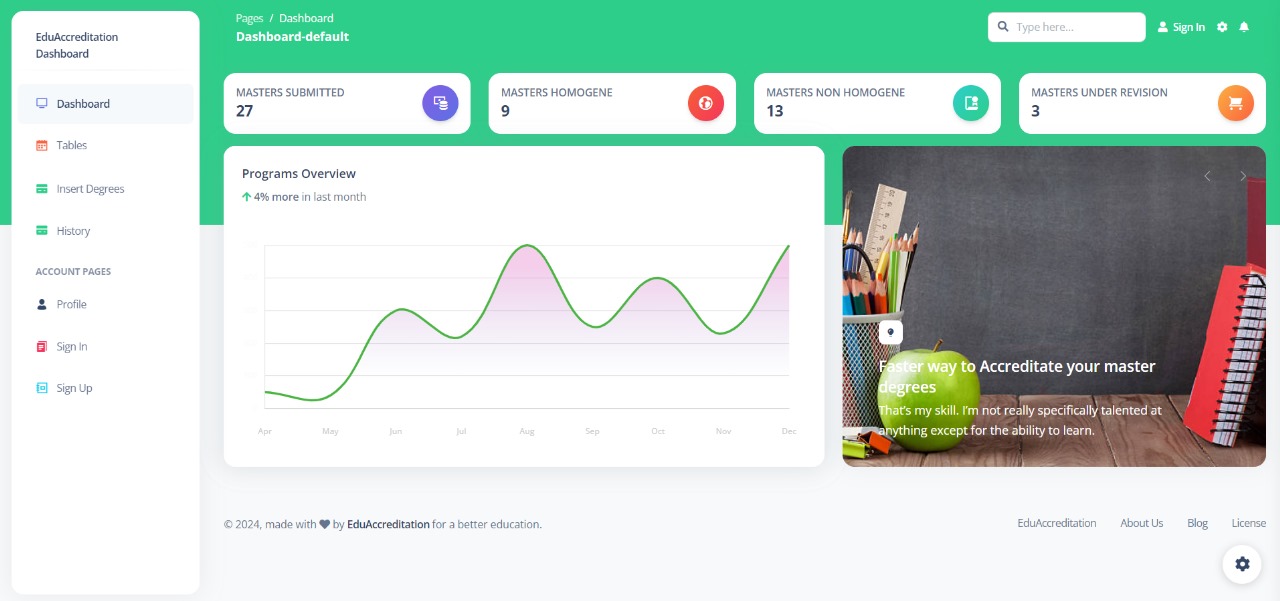 EduAccreditation
Dashboard
Dashboard
Tables
Insert Degrees
History
ACCOUNT PAGES
Profile
Sign In
Sign Up
Pages / Dashboard
Dashboard-default
Type here...
Sign In
MASTERS SUBMITTED
27
MASTERS HOMOGENE
9
MASTERS NON HOMOGENE
13
MASTERS UNDER REVISION
3
Programs Overview
4% more in last month
Apr May Jun Jul Aug Sep Oct Nov Dec
Faster way to Accreditate your master
degrees
That's my skill. I'm not really specifically talented at
anything except for the ability to learn.
© 2024, made with by EduAccreditation for a better education.
EduAccreditation About Us Blog License